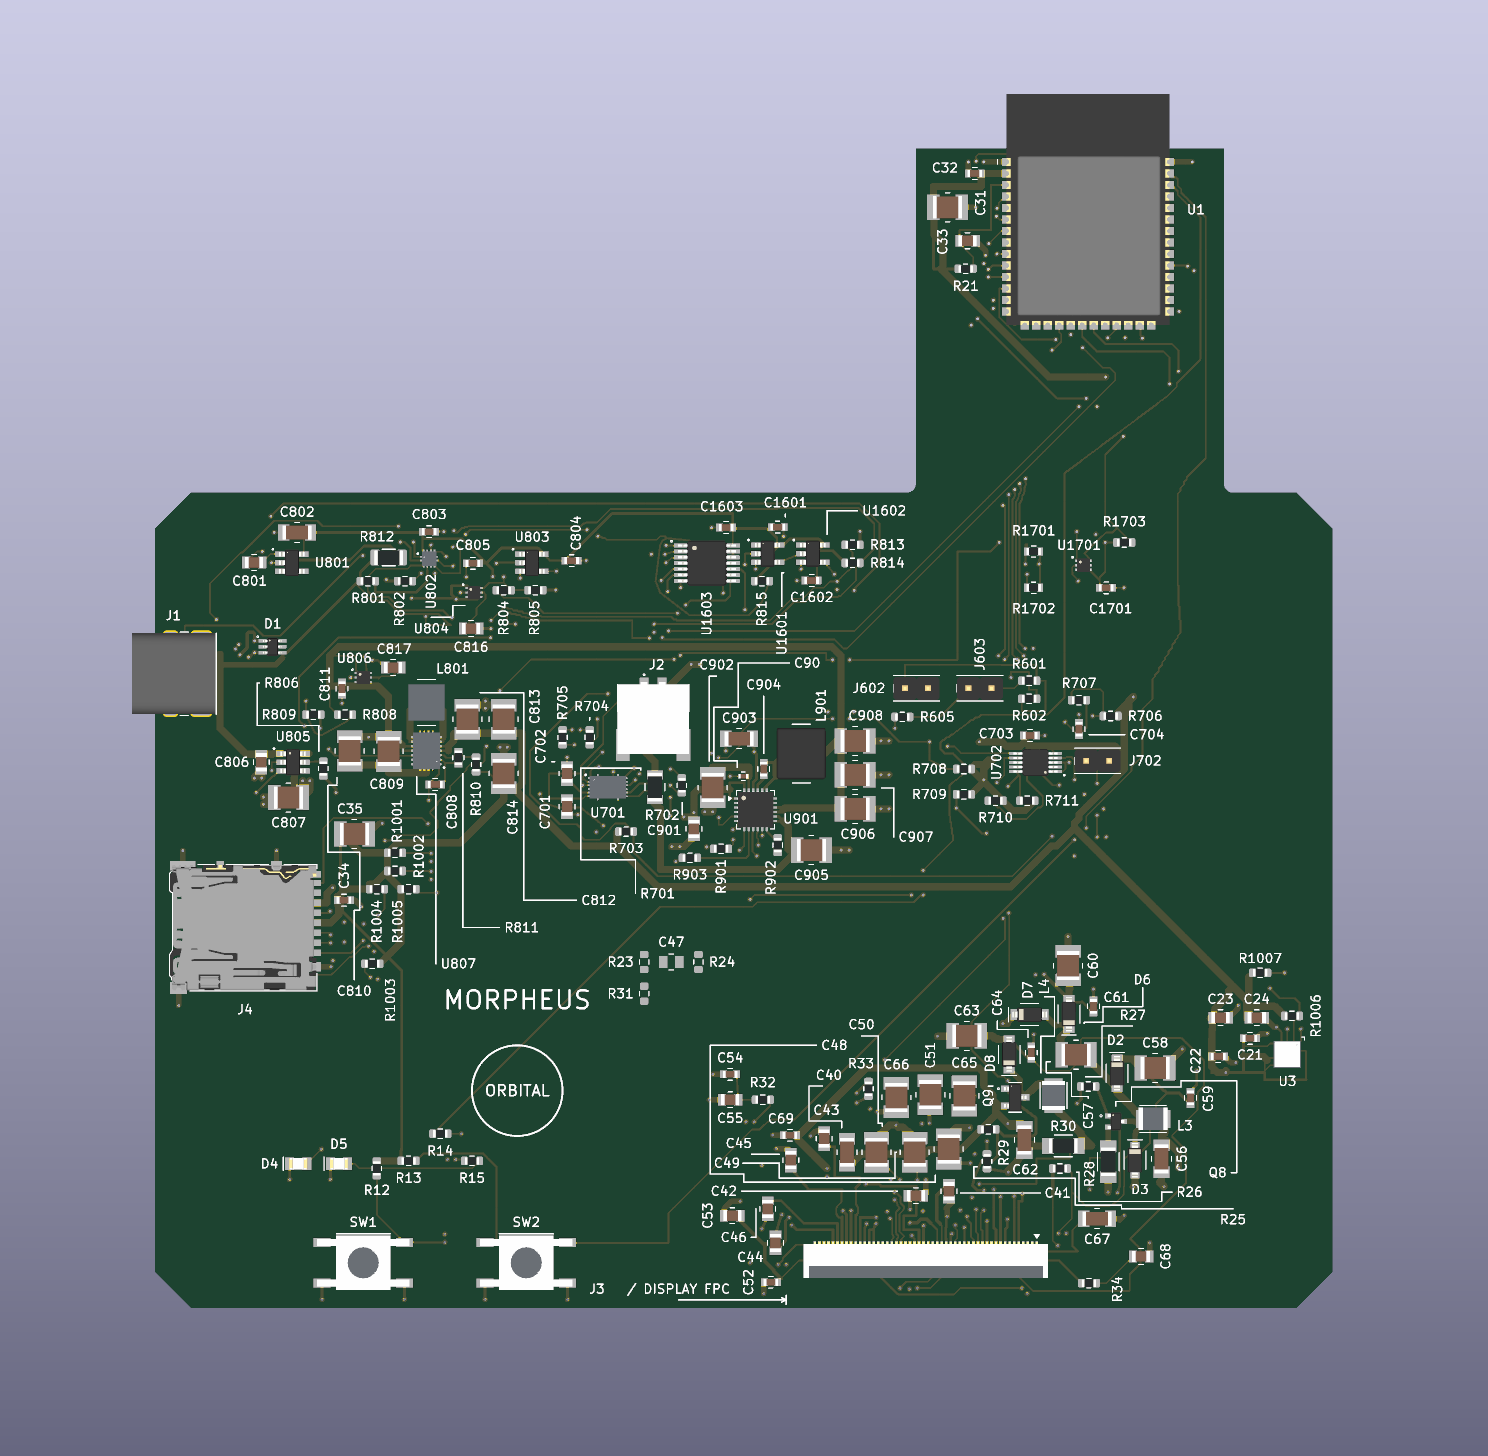 C32
C31
U1
C33
R21
C802
C803
U803
C804
C1603
C1601
U1602
R812
C805
U801
C801
R801
R802
U802
U804
C816
R804
R805
U1603
R815
U1601
C1602
R813
R814
R1701
R1702
U1701
R1703
C1701
J1
D1
U806
C817
R806
C811
R809
R808
L801
U805
C806
C807
C809
C808
R810
C813
C814
C812
R811
U807
C810
R705
R704
C702
C701
U701
R703
R701
J2
R702
C902
C90
C904
C903
L901
C901
R903
R901
R902
U901
C908
C906
C907
C905
J602
R605
J603
R601
R602
C703
U702
R707
R706
C704
J702
R708
R709
R710
R711
C35
R1001
R1002
C34
R1004
R1005
R1003
J4
C47
R23
R24
R31
MORPHEUS
ORBITAL
C60
L4
D7
C64
C61
D6
R27
C63
D8
C65
C51
C66
R33
C50
C48
C54
R32
C55
C40
C43
C69
C45
C49
C42
C41
C53
C46
C44
C52
D2
C58
C57
C59
Q9
R30
R29
C62
R28
D3
C56
L3
Q8
R26
R25
C67
C68
R34
C23
C24
R1007
R1006
C21
C22
U3
D4
D5
R12
R13
R14
R15
SW1
SW2
J3
/ DISPLAY FPC